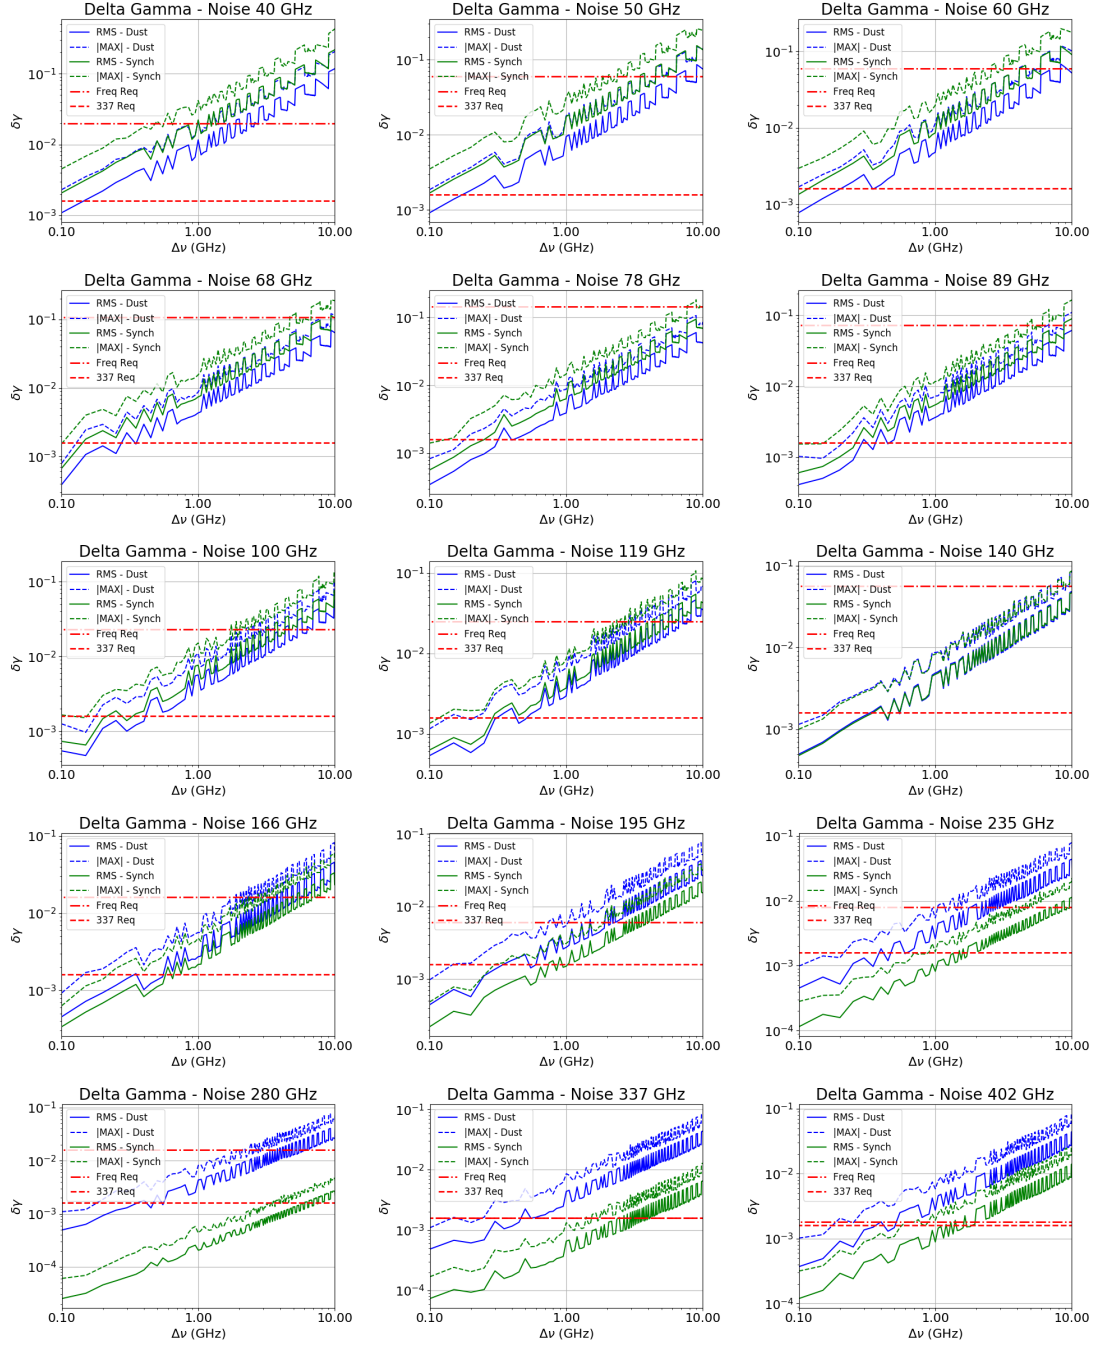 Delta Gamma - Noise 40 GHz
δγ
10⁻¹
10⁻²
10⁻³
RMS - Dust
|MAX| - Dust
RMS - Synch
|MAX| - Synch
Freq Req
337 Req
0.10 1.00 10.00
Δν (GHz)
Delta Gamma - Noise 50 GHz
δγ
10⁻¹
10⁻²
10⁻³
RMS - Dust
|MAX| - Dust
RMS - Synch
|MAX| - Synch
Freq Req
337 Req
0.10 1.00 10.00
Δν (GHz)
Delta Gamma - Noise 60 GHz
δγ
10⁻¹
10⁻²
10⁻³
RMS - Dust
|MAX| - Dust
RMS - Synch
|MAX| - Synch
Freq Req
337 Req
0.10 1.00 10.00
Δν (GHz)
Delta Gamma - Noise 68 GHz
δγ
10⁻¹
10⁻²
10⁻³
RMS - Dust
|MAX| - Dust
RMS - Synch
|MAX| - Synch
Freq Req
337 Req
0.10 1.00 10.00
Δν (GHz)
Delta Gamma - Noise 78 GHz
δγ
10⁻¹
10⁻²
10⁻³
RMS - Dust
|MAX| - Dust
RMS - Synch
|MAX| - Synch
Freq Req
337 Req
0.10 1.00 10.00
Δν (GHz)
Delta Gamma - Noise 89 GHz
δγ
10⁻¹
10⁻²
10⁻³
RMS - Dust
|MAX| - Dust
RMS - Synch
|MAX| - Synch
Freq Req
337 Req
0.10 1.00 10.00
Δν (GHz)
Delta Gamma - Noise 100 GHz
δγ
10⁻¹
10⁻²
10⁻³
RMS - Dust
|MAX| - Dust
RMS - Synch
|MAX| - Synch
Freq Req
337 Req
0.10 1.00 10.00
Δν (GHz)
Delta Gamma - Noise 119 GHz
δγ
10⁻¹
10⁻²
10⁻³
RMS - Dust
|MAX| - Dust
RMS - Synch
|MAX| - Synch
Freq Req
337 Req
0.10 1.00 10.00
Δν (GHz)
Delta Gamma - Noise 140 GHz
δγ
10⁻¹
10⁻²
10⁻³
RMS - Dust
|MAX| - Dust
RMS - Synch
|MAX| - Synch
Freq Req
337 Req
0.10 1.00 10.00
Δν (GHz)
Delta Gamma - Noise 166 GHz
δγ
10⁻¹
10⁻²
10⁻³
RMS - Dust
|MAX| - Dust
RMS - Synch
|MAX| - Synch
Freq Req
337 Req
0.10 1.00 10.00
Δν (GHz)
Delta Gamma - Noise 195 GHz
δγ
10⁻¹
10⁻²
10⁻³
RMS - Dust
|MAX| - Dust
RMS - Synch
|MAX| - Synch
Freq Req
337 Req
0.10 1.00 10.00
Δν (GHz)
Delta Gamma - Noise 235 GHz
δγ
10⁻¹
10⁻²
10⁻³
10⁻⁴
RMS - Dust
|MAX| - Dust
RMS - Synch
|MAX| - Synch
Freq Req
337 Req
0.10 1.00 10.00
Δν (GHz)
Delta Gamma - Noise 280 GHz
δγ
10⁻¹
10⁻²
10⁻³
10⁻⁴
RMS - Dust
|MAX| - Dust
RMS - Synch
|MAX| - Synch
Freq Req
337 Req
0.10 1.00 10.00
Δν (GHz)
Delta Gamma - Noise 337 GHz
δγ
10⁻¹
10⁻²
10⁻³
10⁻⁴
RMS - Dust
|MAX| - Dust
RMS - Synch
|MAX| - Synch
Freq Req
337 Req
0.10 1.00 10.00
Δν (GHz)
Delta Gamma - Noise 402 GHz
δγ
10⁻¹
10⁻²
10⁻³
10⁻⁴
RMS - Dust
|MAX| - Dust
RMS - Synch
|MAX| - Synch
Freq Req
337 Req
0.10 1.00 10.00
Δν (GHz)